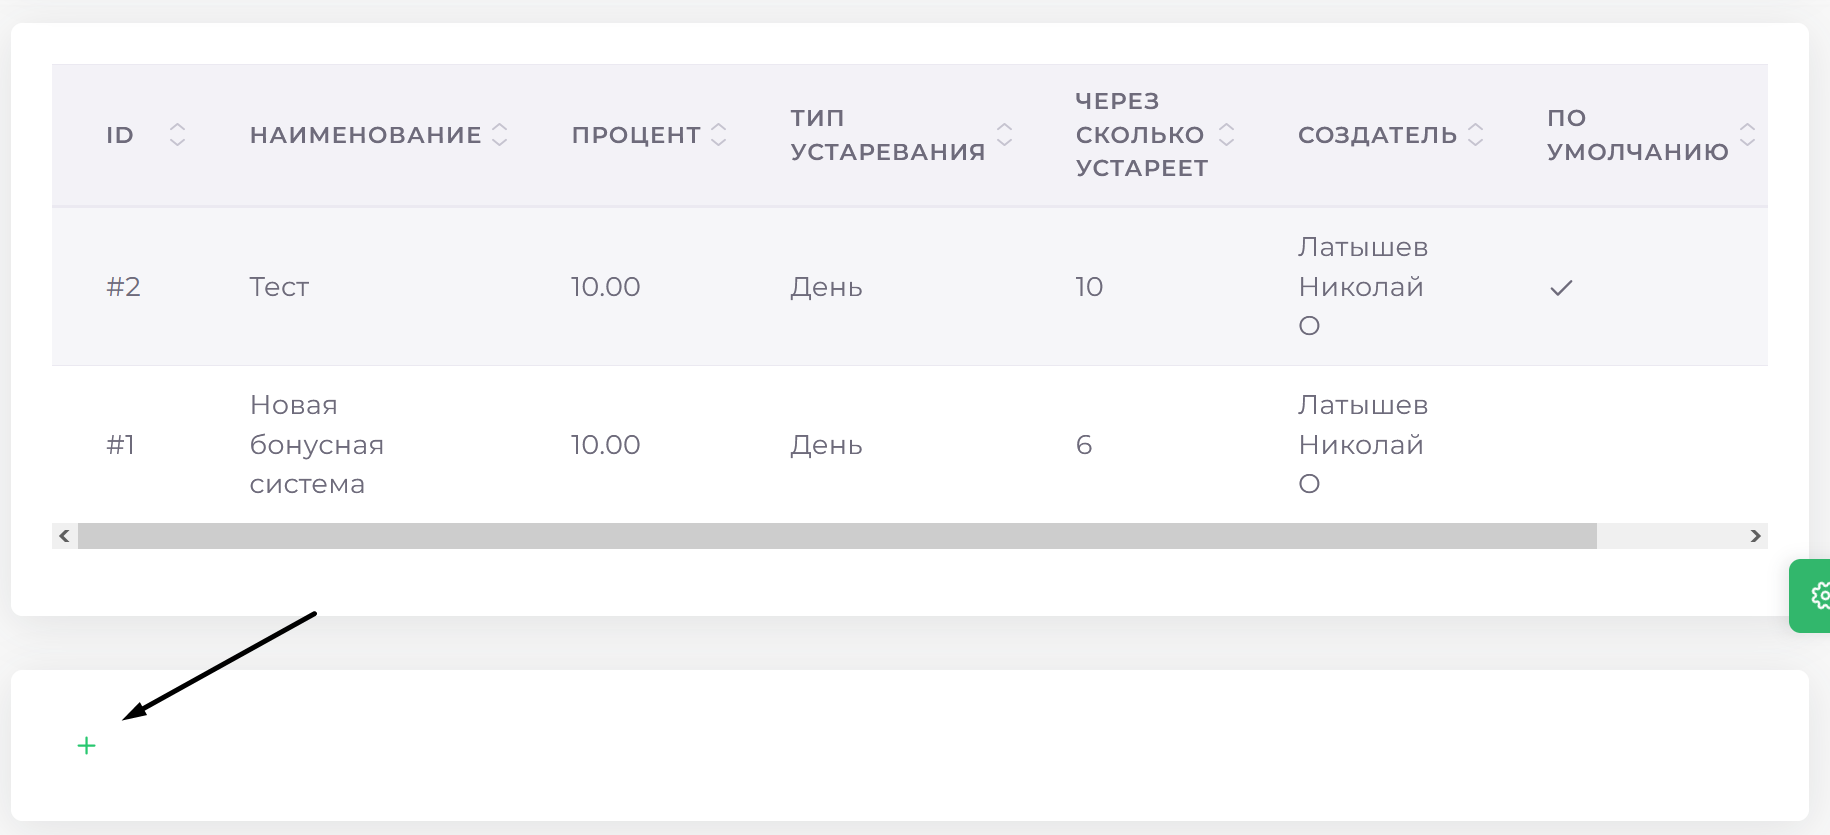 ID НАИМЕНОВАНИЕ ПРОЦЕНТ ТИП УСТАРЕВАНИЯ ЧЕРЕЗ СКОЛЬКО УСТАРЕЕТ СОЗДАТЕЛЬ ПО УМОЛЧАНИЮ
#2 Тест 10.00 День 10 Латышев Николай О
#1 Новая бонусная система 10.00 День 6 Латышев Николай О